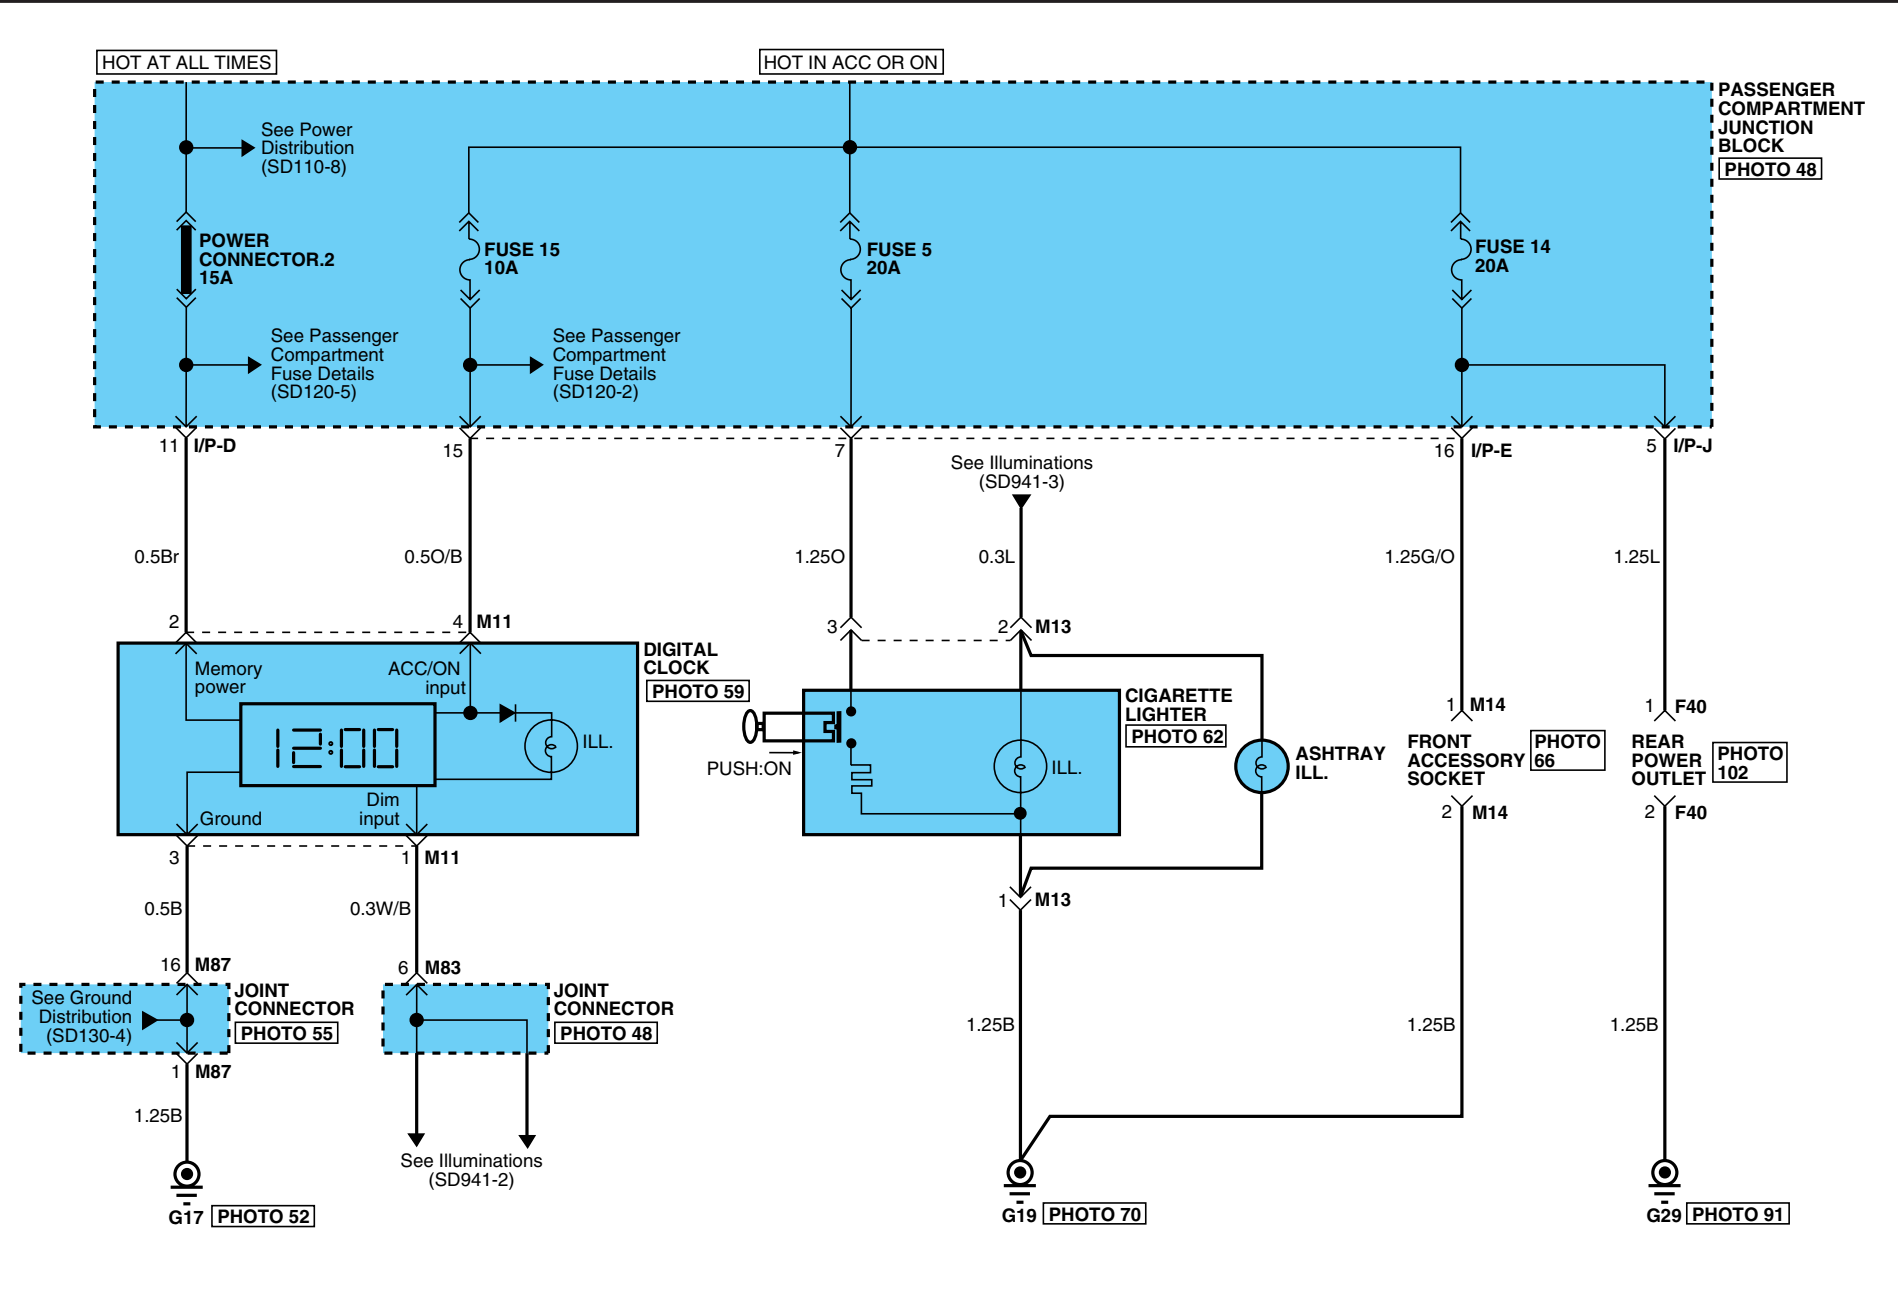 HOT AT ALL TIMES
HOT IN ACC OR ON
PASSENGER
COMPARTMENT
JUNCTION
BLOCK
PHOTO 48
See Power
Distribution
(SD110-8)
POWER
CONNECTOR.2
15A
FUSE 15
10A
FUSE 5
20A
FUSE 14
20A
See Passenger
Compartment
Fuse Details
(SD120-5)
See Passenger
Compartment
Fuse Details
(SD120-2)
11 I/P-D
15
7
16 I/P-E
5 I/P-J
See Illuminations
(SD941-3)
0.5Br
0.5O/B
1.25O
0.3L
1.25G/O
1.25L
2
4 M11
3
2 M13
DIGITAL
CLOCK
PHOTO 59
Memory
power
ACC/ON
input
12:00
ILL.
Ground
Dim
input
CIGARETTE
LIGHTER
PHOTO 62
PUSH:ON
ILL.
ASHTRAY
ILL.
1 M14
FRONT
ACCESSORY
SOCKET
PHOTO
66
2 M14
1 F40
REAR
POWER
OUTLET
PHOTO
102
2 F40
3
1 M11
1 M13
0.5B
0.3W/B
16 M87
6 M83
See Ground
Distribution
(SD130-4)
JOINT
CONNECTOR
PHOTO 55
JOINT
CONNECTOR
PHOTO 48
1.25B
1.25B
1.25B
1 M87
1.25B
See Illuminations
(SD941-2)
G17 PHOTO 52
G19 PHOTO 70
G29 PHOTO 91